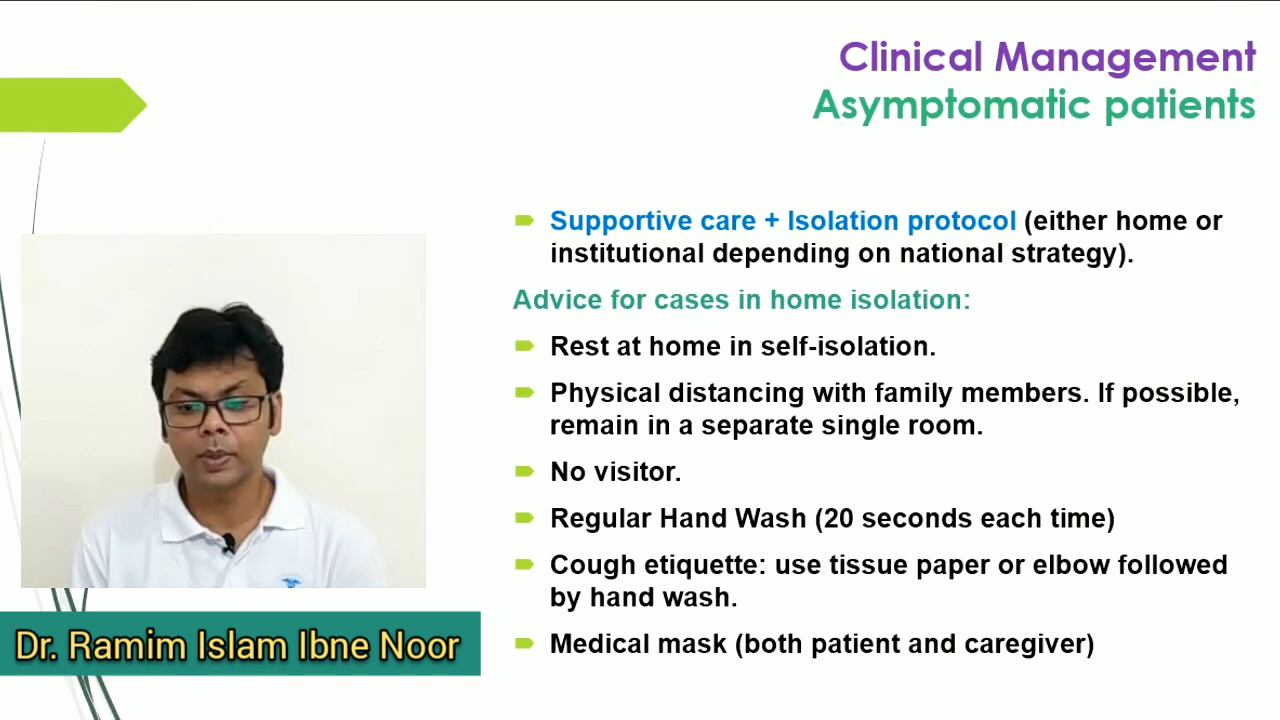 Clinical Management
Asymptomatic patients
Supportive care + Isolation protocol (either home or
institutional depending on national strategy).
Advice for cases in home isolation:
Rest at home in self-isolation.
Physical distancing with family members. If possible,
remain in a separate single room.
No visitor.
Regular Hand Wash (20 seconds each time)
Cough etiquette: use tissue paper or elbow followed
by hand wash.
Medical mask (both patient and caregiver)
Dr. Ramim Islam Ibne Noor